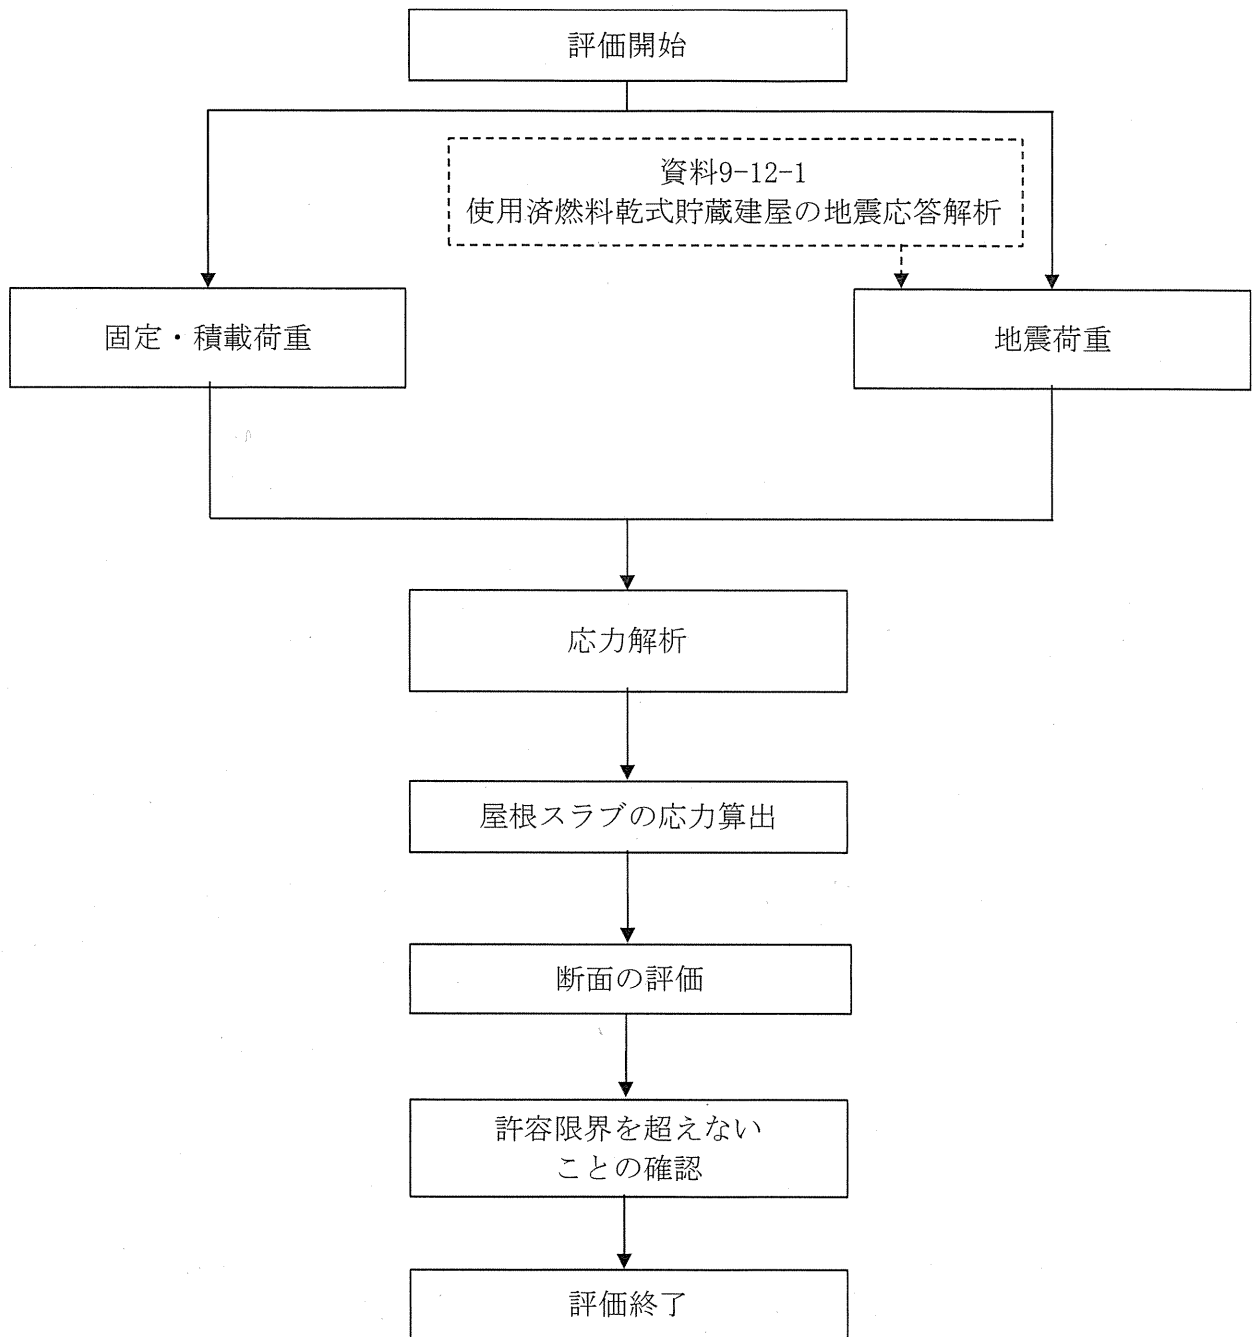 評価開始
資料9-12-1
使用済燃料乾式貯蔵建屋の地震応答解析
固定・積載荷重
地震荷重
応力解析
屋根スラブの応力算出
断面の評価
許容限界を超えない
ことの確認
評価終了